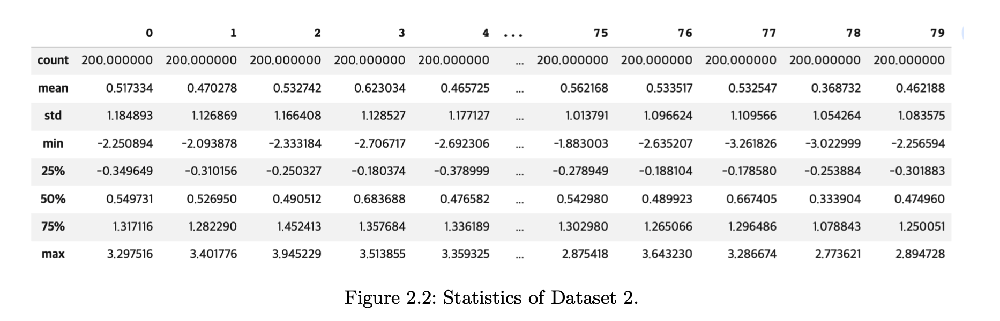 0 1 2 3 4 ... 75 76 77 78 79
count 200.000000 200.000000 200.000000 200.000000 200.000000 ... 200.000000 200.000000 200.000000 200.000000 200.000000
mean 0.517334 0.470278 0.532742 0.623034 0.465725 ... 0.562168 0.533517 0.532547 0.368732 0.462188
std 1.184893 1.126869 1.166408 1.128527 1.177127 ... 1.013791 1.096624 1.109566 1.054264 1.083575
min -2.250894 -2.093878 -2.333184 -2.706717 -2.692306 ... -1.883003 -2.635207 -3.261826 -3.022999 -2.256594
25% -0.349649 -0.310156 -0.250327 -0.180374 -0.378999 ... -0.278949 -0.188104 -0.178580 -0.253884 -0.301883
50% 0.549731 0.526950 0.490512 0.683688 0.476582 ... 0.542980 0.489923 0.667405 0.333904 0.474960
75% 1.317116 1.282290 1.452413 1.357684 1.336189 ... 1.302980 1.265066 1.296486 1.078843 1.250051
max 3.297516 3.401776 3.945229 3.513855 3.359325 ... 2.875418 3.643230 3.286674 2.773621 2.894728
Figure 2.2: Statistics of Dataset 2.